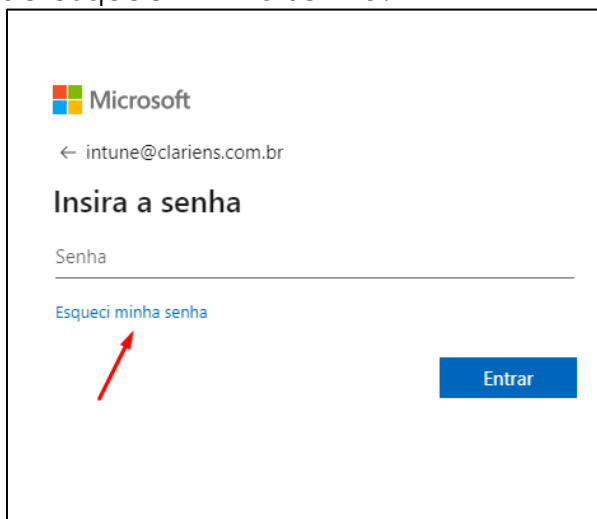 Microsoft
← intune@clariens.com.br
Insira a senha
Senha
Esqueci minha senha
Entrar